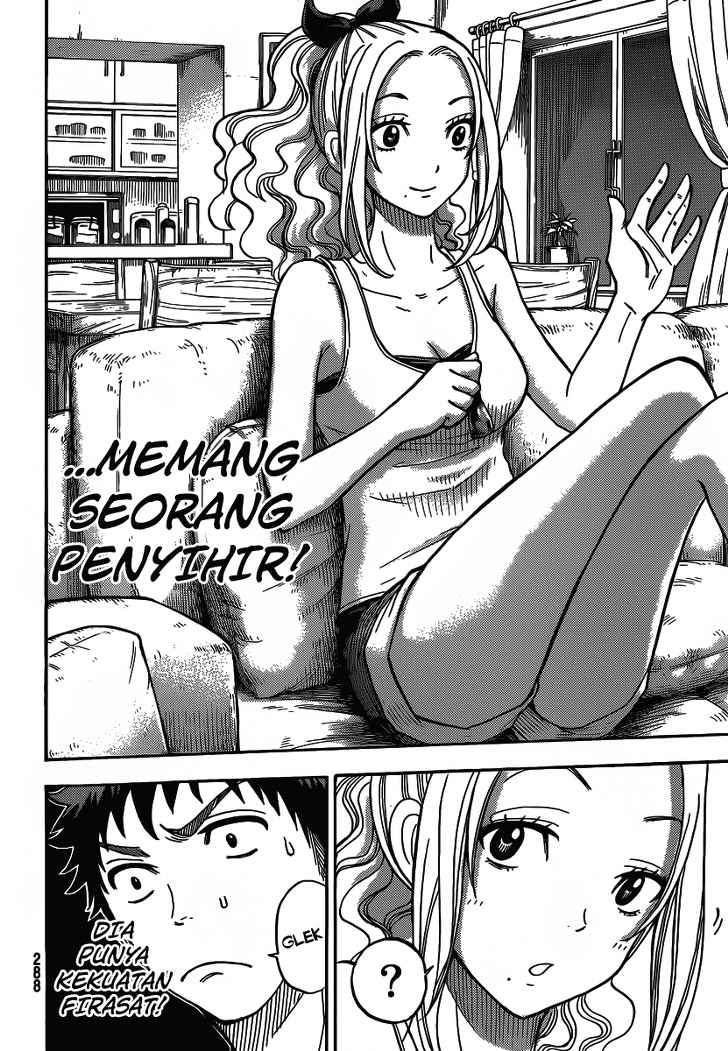 ...MEMANG
SEORANG
PENYIHIR!
?
GLEK
DIA
PUNYA
KEKUATAN
FIRASAT!
288